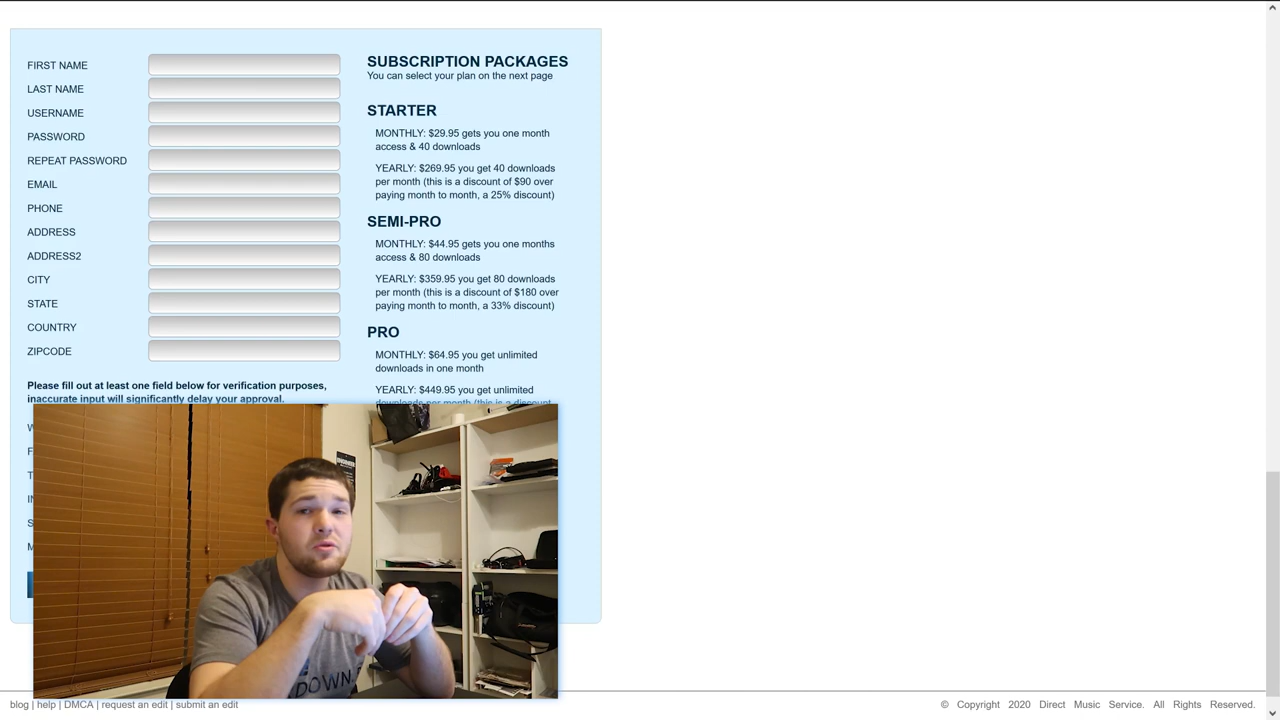 FIRST NAME
LAST NAME
USERNAME
PASSWORD
REPEAT PASSWORD
EMAIL
PHONE
ADDRESS
ADDRESS2
CITY
STATE
COUNTRY
ZIPCODE
Please fill out at least one field below for verification purposes,
inaccurate input will significantly delay your approval.
SUBSCRIPTION PACKAGES
You can select your plan on the next page
STARTER
MONTHLY: $29.95 gets you one month
access & 40 downloads
YEARLY: $269.95 you get 40 downloads
per month (this is a discount of $90 over
paying month to month, a 25% discount)
SEMI-PRO
MONTHLY: $44.95 gets you one months
access & 80 downloads
YEARLY: $359.95 you get 80 downloads
per month (this is a discount of $180 over
paying month to month, a 33% discount)
PRO
MONTHLY: $64.95 you get unlimited
downloads in one month
YEARLY: $449.95 you get unlimited
downloads per month (this is a discount
DOWN
blog | help | DMCA | request an edit | submit an edit
© Copyright 2020 Direct Music Service. All Rights Reserved.